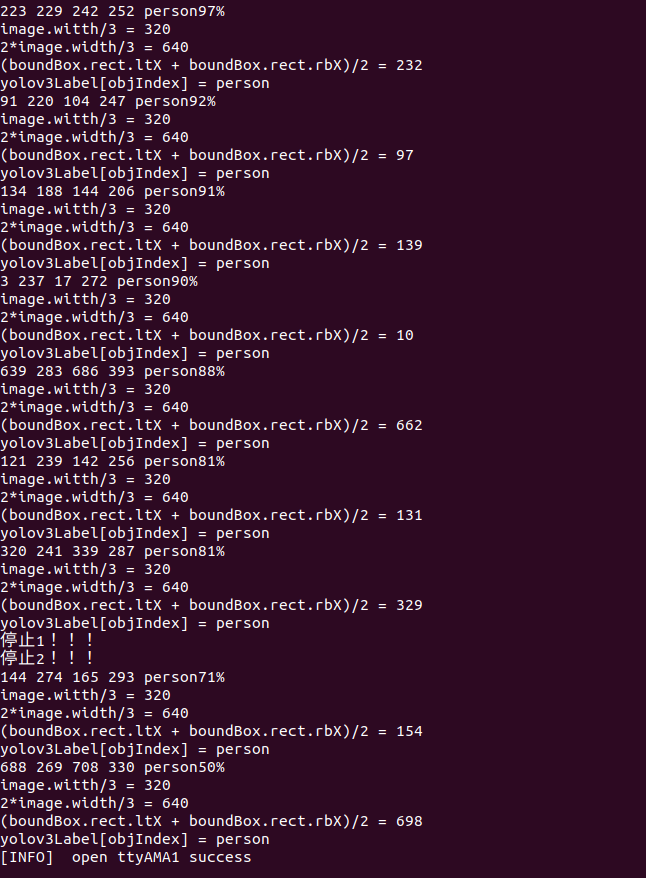 223 229 242 252 person97%
image.witth/3 = 320
2*image.width/3 = 640
(boundBox.rect.ltX + boundBox.rect.rbX)/2 = 232
yolov3Label[objIndex] = person
91 220 104 247 person92%
image.witth/3 = 320
2*image.width/3 = 640
(boundBox.rect.ltX + boundBox.rect.rbX)/2 = 97
yolov3Label[objIndex] = person
134 188 144 206 person91%
image.witth/3 = 320
2*image.width/3 = 640
(boundBox.rect.ltX + boundBox.rect.rbX)/2 = 139
yolov3Label[objIndex] = person
3 237 17 272 person90%
image.witth/3 = 320
2*image.width/3 = 640
(boundBox.rect.ltX + boundBox.rect.rbX)/2 = 10
yolov3Label[objIndex] = person
639 283 686 393 person88%
image.witth/3 = 320
2*image.width/3 = 640
(boundBox.rect.ltX + boundBox.rect.rbX)/2 = 662
yolov3Label[objIndex] = person
121 239 142 256 person81%
image.witth/3 = 320
2*image.width/3 = 640
(boundBox.rect.ltX + boundBox.rect.rbX)/2 = 131
yolov3Label[objIndex] = person
320 241 339 287 person81%
image.witth/3 = 320
2*image.width/3 = 640
(boundBox.rect.ltX + boundBox.rect.rbX)/2 = 329
yolov3Label[objIndex] = person
停止1！！！
停止2！！！
144 274 165 293 person71%
image.witth/3 = 320
2*image.width/3 = 640
(boundBox.rect.ltX + boundBox.rect.rbX)/2 = 154
yolov3Label[objIndex] = person
688 269 708 330 person50%
image.witth/3 = 320
2*image.width/3 = 640
(boundBox.rect.ltX + boundBox.rect.rbX)/2 = 698
yolov3Label[objIndex] = person
[INFO]  open ttyAMA1 success